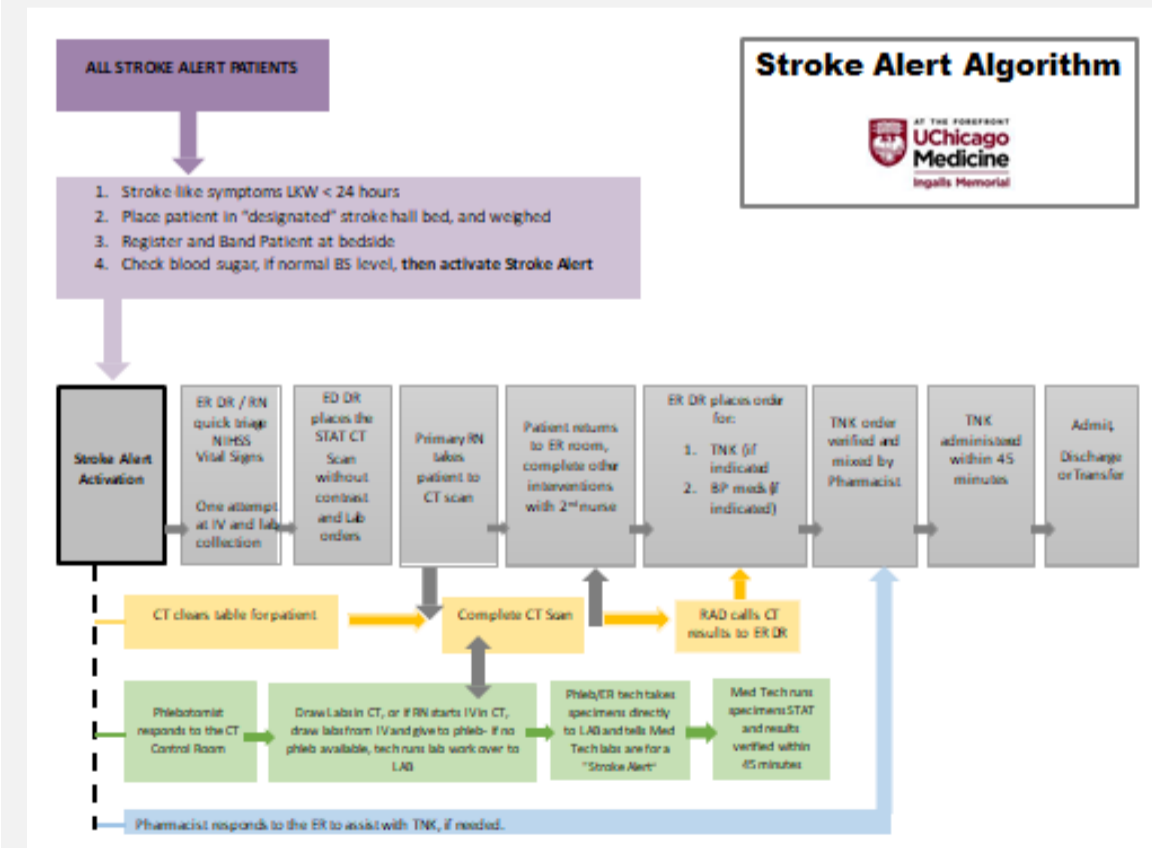 ALL STROKE ALERT PATIENTS
Stroke Alert Algorithm
AT THE FOREFRONT
UChicago
Medicine
Ingalls Memorial
1. Stroke-like symptoms LKW < 24 hours
2. Place patient in "designated" stroke hall bed, and weighed
3. Register and Band Patient at bedside
4. Check blood sugar, if normal BS level, then activate Stroke Alert
Stroke Alert
Activation
ER DR / RN
quick triage
NIHSS
Vital Signs
One attempt
at IV and lab
collection
ED DR
places the
STAT CT
Scan
without
contrast
and Lab
orders
Primary RN
takes
patient to
CT scan
Patient returns
to ER room,
complete other
interventions
with 2nd nurse
ER DR places order
for:
1. TNK (if
indicated
2. BP meds (if
indicated)
TNK order
verified and
mixed by
Pharmacist
TNK
administered
within 45
minutes
Admit,
Discharge
or Transfer
CT clears table for patient
Complete CT Scan
RAD calls CT
results to ER DR
Phlebotomist
responds to the CT
Control Room
Draw Labs in CT, or if RN starts IV in CT,
draw labs from IV and give to phleb- if no
phleb available, tech runs lab work over to
LAB
Phleb/ER tech takes
specimens directly
to LAB and tells Med
Tech labs are for a
"Stroke Alert"
Med Tech runs
specimens STAT
and results
verified within
45 minutes
Pharmacist responds to the ER to assist with TNK, if needed.